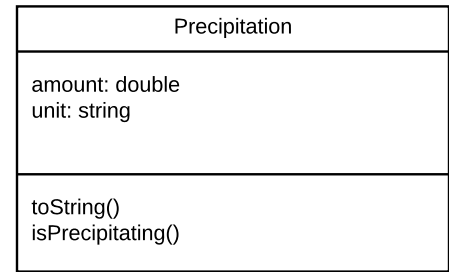 Precipitation
amount: double
unit: string
toString()
isPrecipitating()